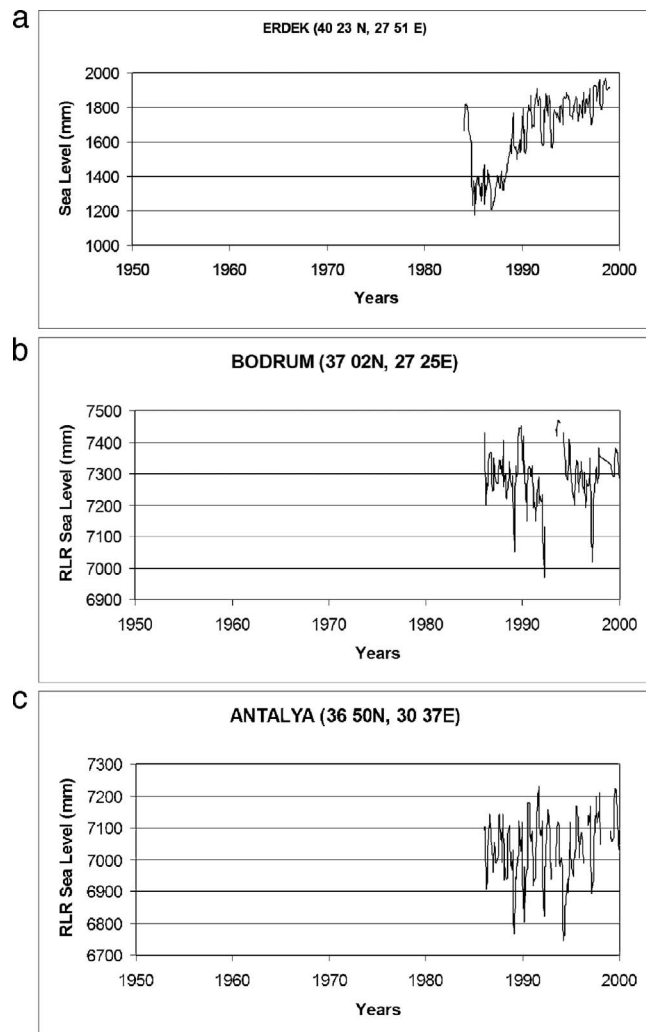 a
ERDEK (40 23 N, 27 51 E)
Sea Level (mm)
2000
1800
1600
1400
1200
1000
1950 1960 1970 1980 1990 2000
Years
b
BODRUM (37 02N, 27 25E)
RLR Sea Level (mm)
7500
7400
7300
7200
7100
7000
6900
1950 1960 1970 1980 1990 2000
Years
c
ANTALYA (36 50N, 30 37E)
RLR Sea Level (mm)
7300
7200
7100
7000
6900
6800
6700
1950 1960 1970 1980 1990 2000
Years